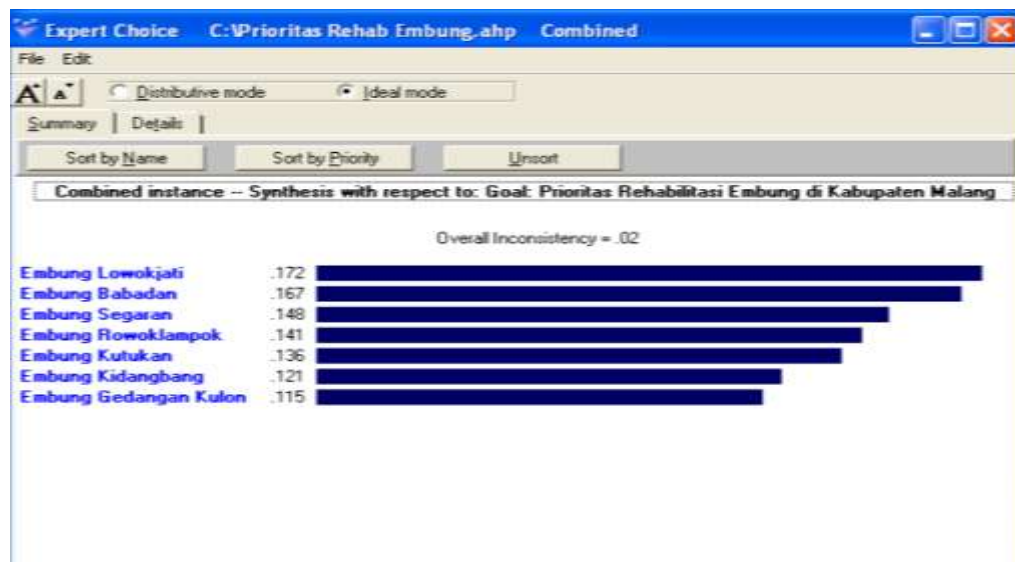 Expert Choice C:\Prioritas Rehab Embung.ahp Combined
File Edit
A A Distributive mode Ideal mode
Summary Details
Sort by Name Sort by Priority Unsort
Combined instance -- Synthesis with respect to: Goal: Prioritas Rehabilitasi Embung di Kabupaten Malang
Overall Inconsistency = .02
Embung Lowokjati .172
Embung Babadan .167
Embung Segaran .148
Embung Rowoklampok .141
Embung Kutukan .136
Embung Kidangbang .121
Embung Gedangan Kulon .115